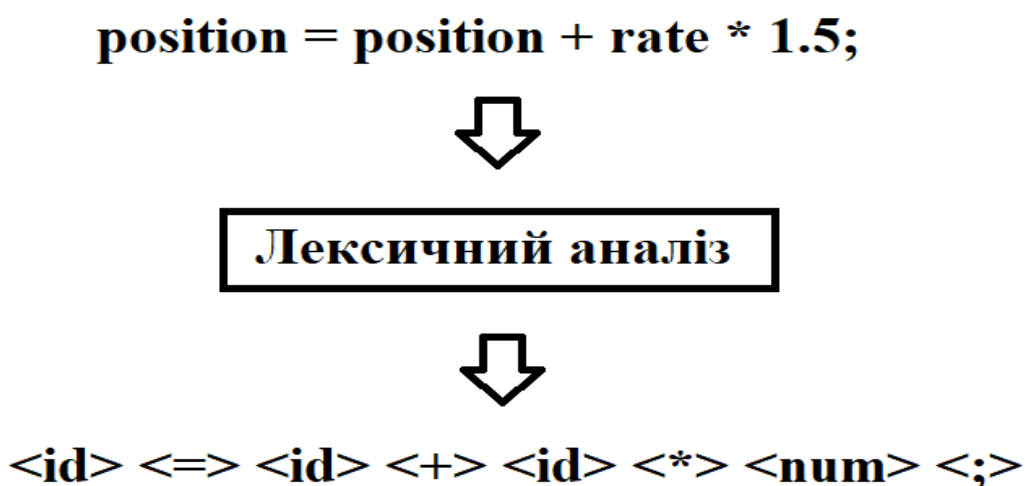 position = position + rate * 1.5;
Лексичний аналіз
<id> <=> <id> <+> <id> <*> <num> <;>